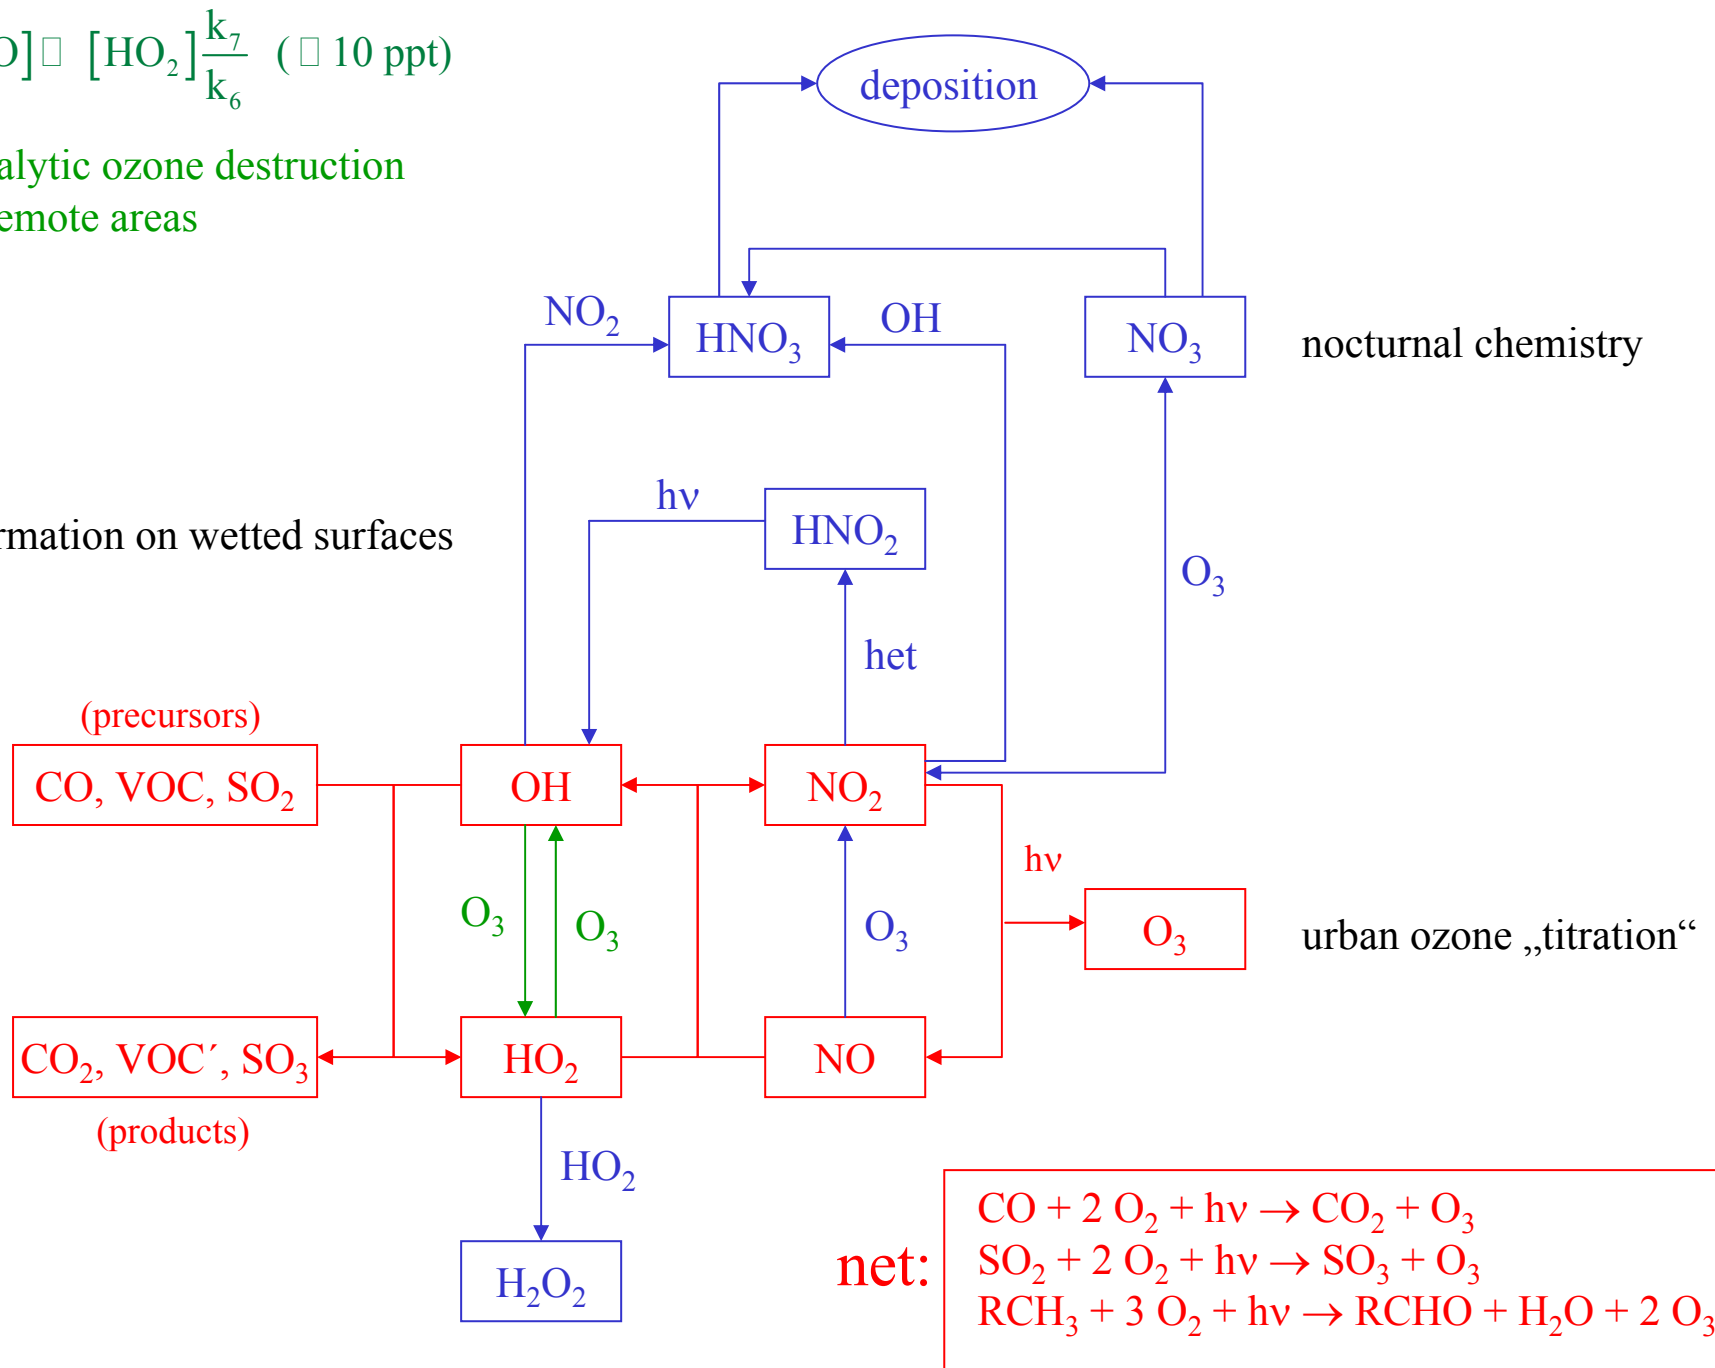 O]□ [HO₂] k₇/k₆ (□ 10 ppt)
alytic ozone destruction
emote areas
deposition
NO₂
HNO₃
OH
NO₃
nocturnal chemistry
hν
HNO₂
rmation on wetted surfaces
O₃
het
(precursors)
CO, VOC, SO₂
OH
NO₂
hν
O₃
O₃
O₃
O₃
urban ozone „titration“
CO₂, VOC´, SO₃
HO₂
NO
(products)
HO₂
H₂O₂
net:
CO + 2 O₂ + hν → CO₂ + O₃
SO₂ + 2 O₂ + hν → SO₃ + O₃
RCH₃ + 3 O₂ + hν → RCHO + H₂O + 2 O₃